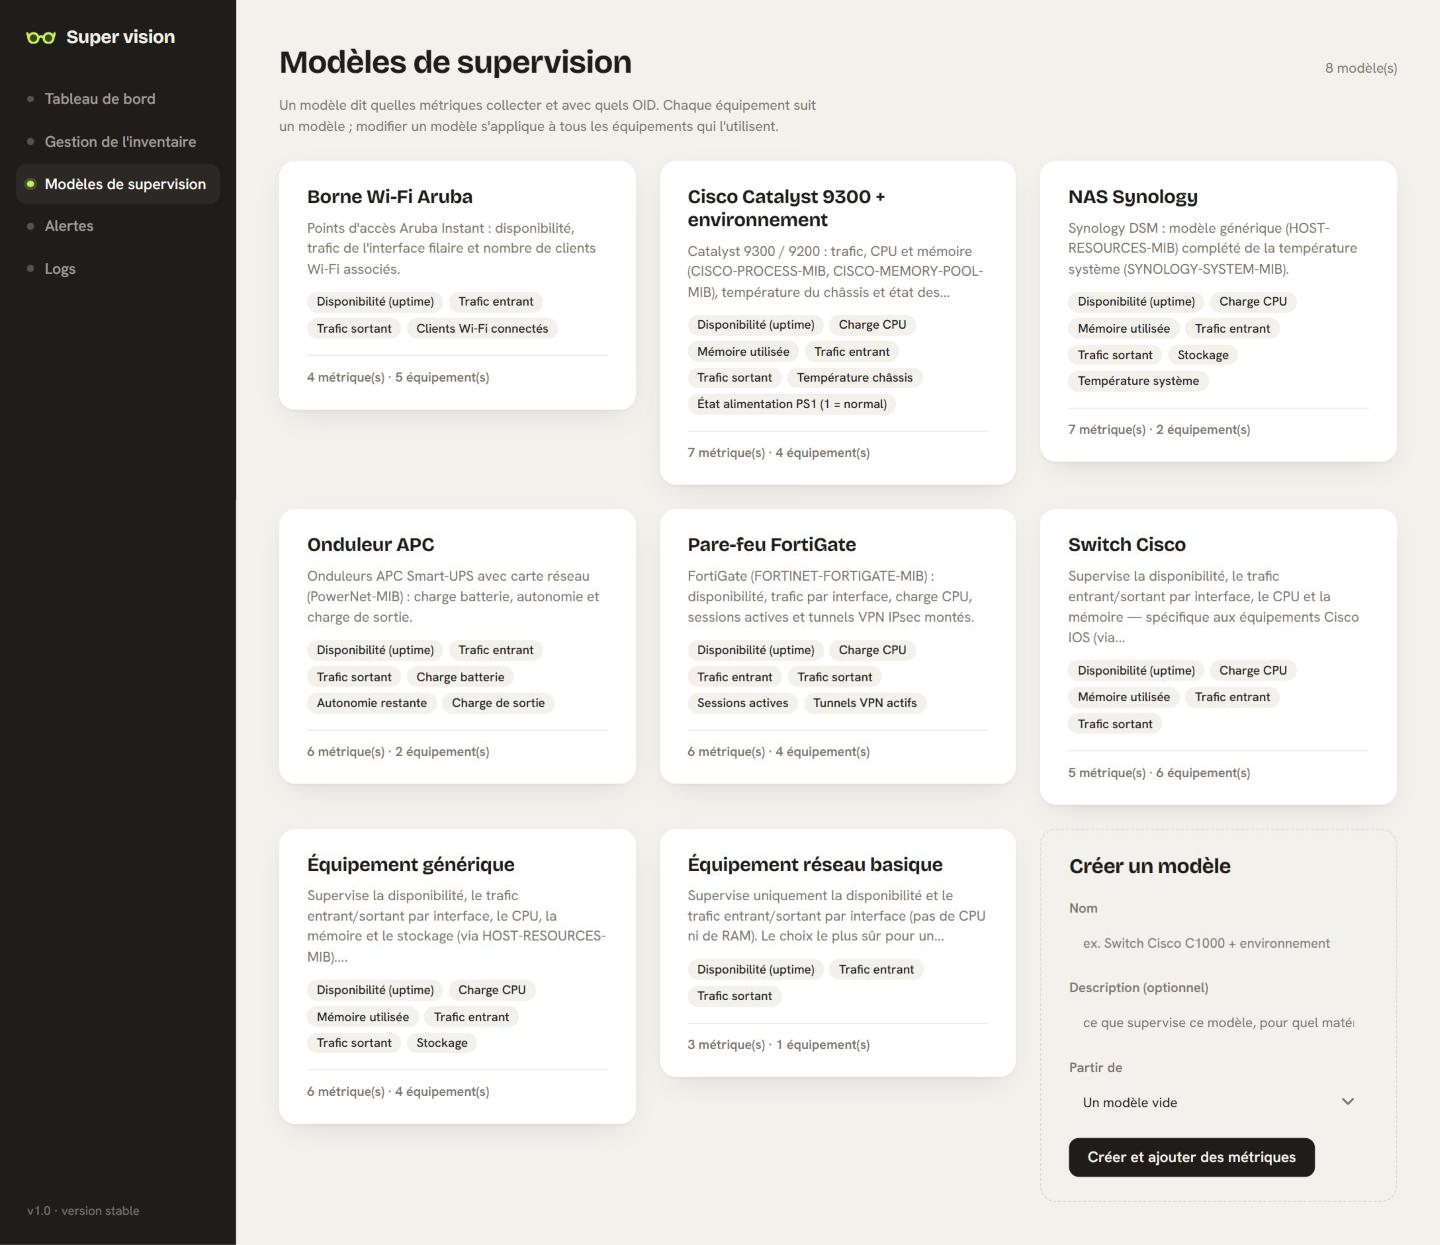 Super vision
Tableau de bord
Gestion de l'inventaire
Modèles de supervision
Alertes
Logs
v1.0 · version stable
Modèles de supervision
8 modèle(s)
Un modèle dit quelles métriques collecter et avec quels OID. Chaque équipement suit
un modèle ; modifier un modèle s'applique à tous les équipements qui l'utilisent.
Borne Wi-Fi Aruba
Points d'accès Aruba Instant : disponibilité,
trafic de l'interface filaire et nombre de clients
Wi-Fi associés.
Disponibilité (uptime) Trafic entrant
Trafic sortant Clients Wi-Fi connectés
4 métrique(s) · 5 équipement(s)
Cisco Catalyst 9300 +
environnement
Catalyst 9300 / 9200 : trafic, CPU et mémoire
(CISCO-PROCESS-MIB, CISCO-MEMORY-POOL-
MIB), température du châssis et état des...
Disponibilité (uptime) Charge CPU
Mémoire utilisée Trafic entrant
Trafic sortant Température châssis
État alimentation PS1 (1 = normal)
7 métrique(s) · 4 équipement(s)
NAS Synology
Synology DSM : modèle générique (HOST-
RESOURCES-MIB) complété de la température
système (SYNOLOGY-SYSTEM-MIB).
Disponibilité (uptime) Charge CPU
Mémoire utilisée Trafic entrant
Trafic sortant Stockage
Température système
7 métrique(s) · 2 équipement(s)
Onduleur APC
Onduleurs APC Smart-UPS avec carte réseau
(PowerNet-MIB) : charge batterie, autonomie et
charge de sortie.
Disponibilité (uptime) Trafic entrant
Trafic sortant Charge batterie
Autonomie restante Charge de sortie
6 métrique(s) · 2 équipement(s)
Pare-feu FortiGate
FortiGate (FORTINET-FORTIGATE-MIB) :
disponibilité, trafic par interface, charge CPU,
sessions actives et tunnels VPN IPsec montés.
Disponibilité (uptime) Charge CPU
Trafic entrant Trafic sortant
Sessions actives Tunnels VPN actifs
6 métrique(s) · 4 équipement(s)
Switch Cisco
Supervise la disponibilité, le trafic
entrant/sortant par interface, le CPU et la
mémoire — spécifique aux équipements Cisco
IOS (via...
Disponibilité (uptime) Charge CPU
Mémoire utilisée Trafic entrant
Trafic sortant
5 métrique(s) · 6 équipement(s)
Équipement générique
Supervise la disponibilité, le trafic
entrant/sortant par interface, le CPU, la
mémoire et le stockage (via HOST-RESOURCES-
MIB)....
Disponibilité (uptime) Charge CPU
Mémoire utilisée Trafic entrant
Trafic sortant Stockage
6 métrique(s) · 4 équipement(s)
Équipement réseau basique
Supervise uniquement la disponibilité et le
trafic entrant/sortant par interface (pas de CPU
ni de RAM). Le choix le plus sûr pour un...
Disponibilité (uptime) Trafic entrant
Trafic sortant
3 métrique(s) · 1 équipement(s)
Créer un modèle
Nom
ex. Switch Cisco C1000 + environnement
Description (optionnel)
ce que supervise ce modèle, pour quel maté
Partir de
Un modèle vide
Créer et ajouter des métriques